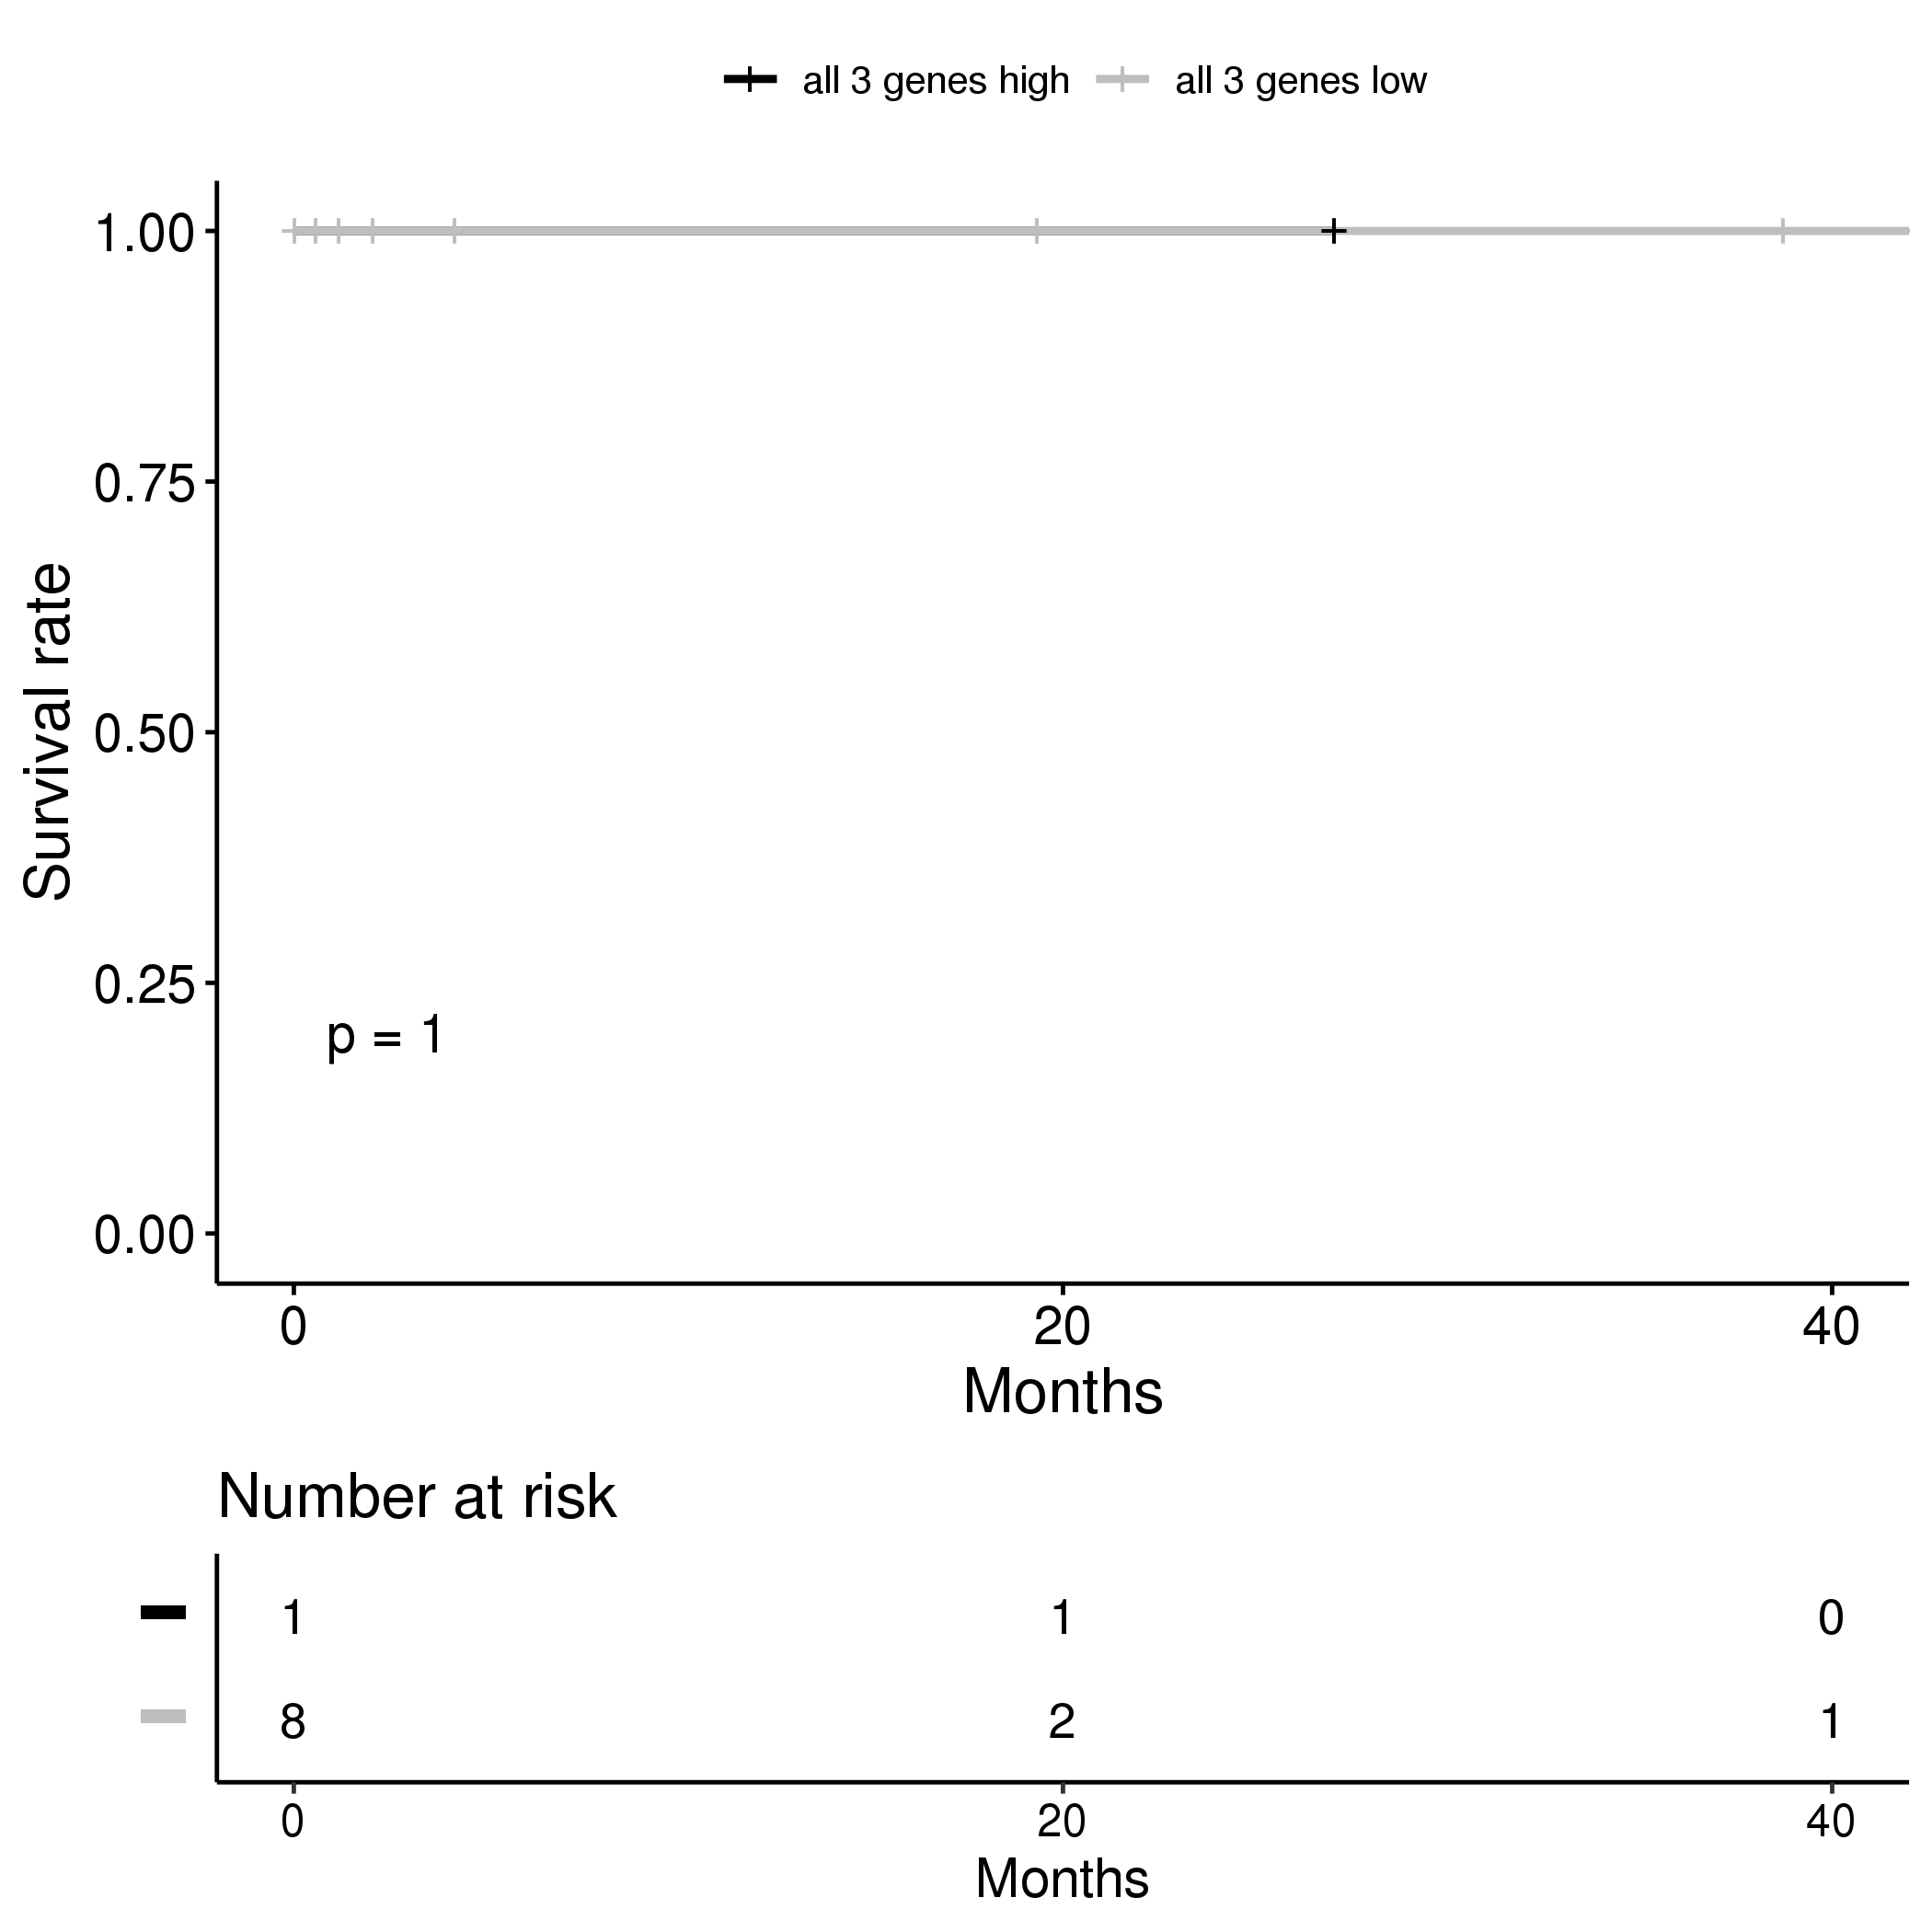 all 3 genes high all 3 genes low
1.00
0.75
0.50
0.25
0.00
Survival rate
p = 1
0 20 40
Months
Number at risk
1 1 0
8 2 1
0 20 40
Months